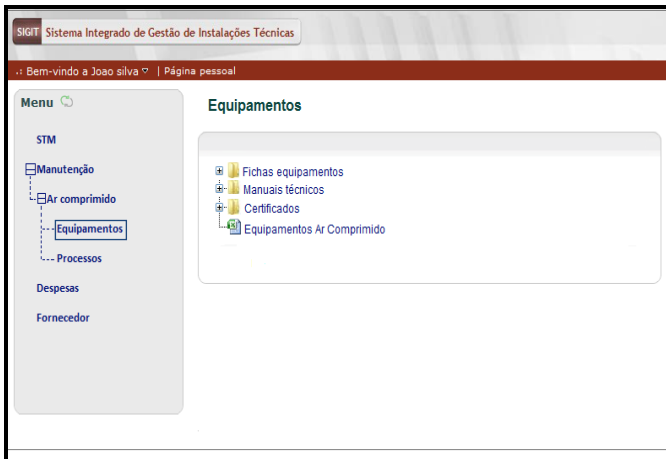 SIGIT Sistema Integrado de Gestão de Instalações Técnicas
.: Bem-vindo a Joao silva | Página pessoal
Menu
STM
Manutenção
Ar comprimido
Equipamentos
Processos
Despesas
Fornecedor
Equipamentos
Fichas equipamentos
Manuais técnicos
Certificados
Equipamentos Ar Comprimido